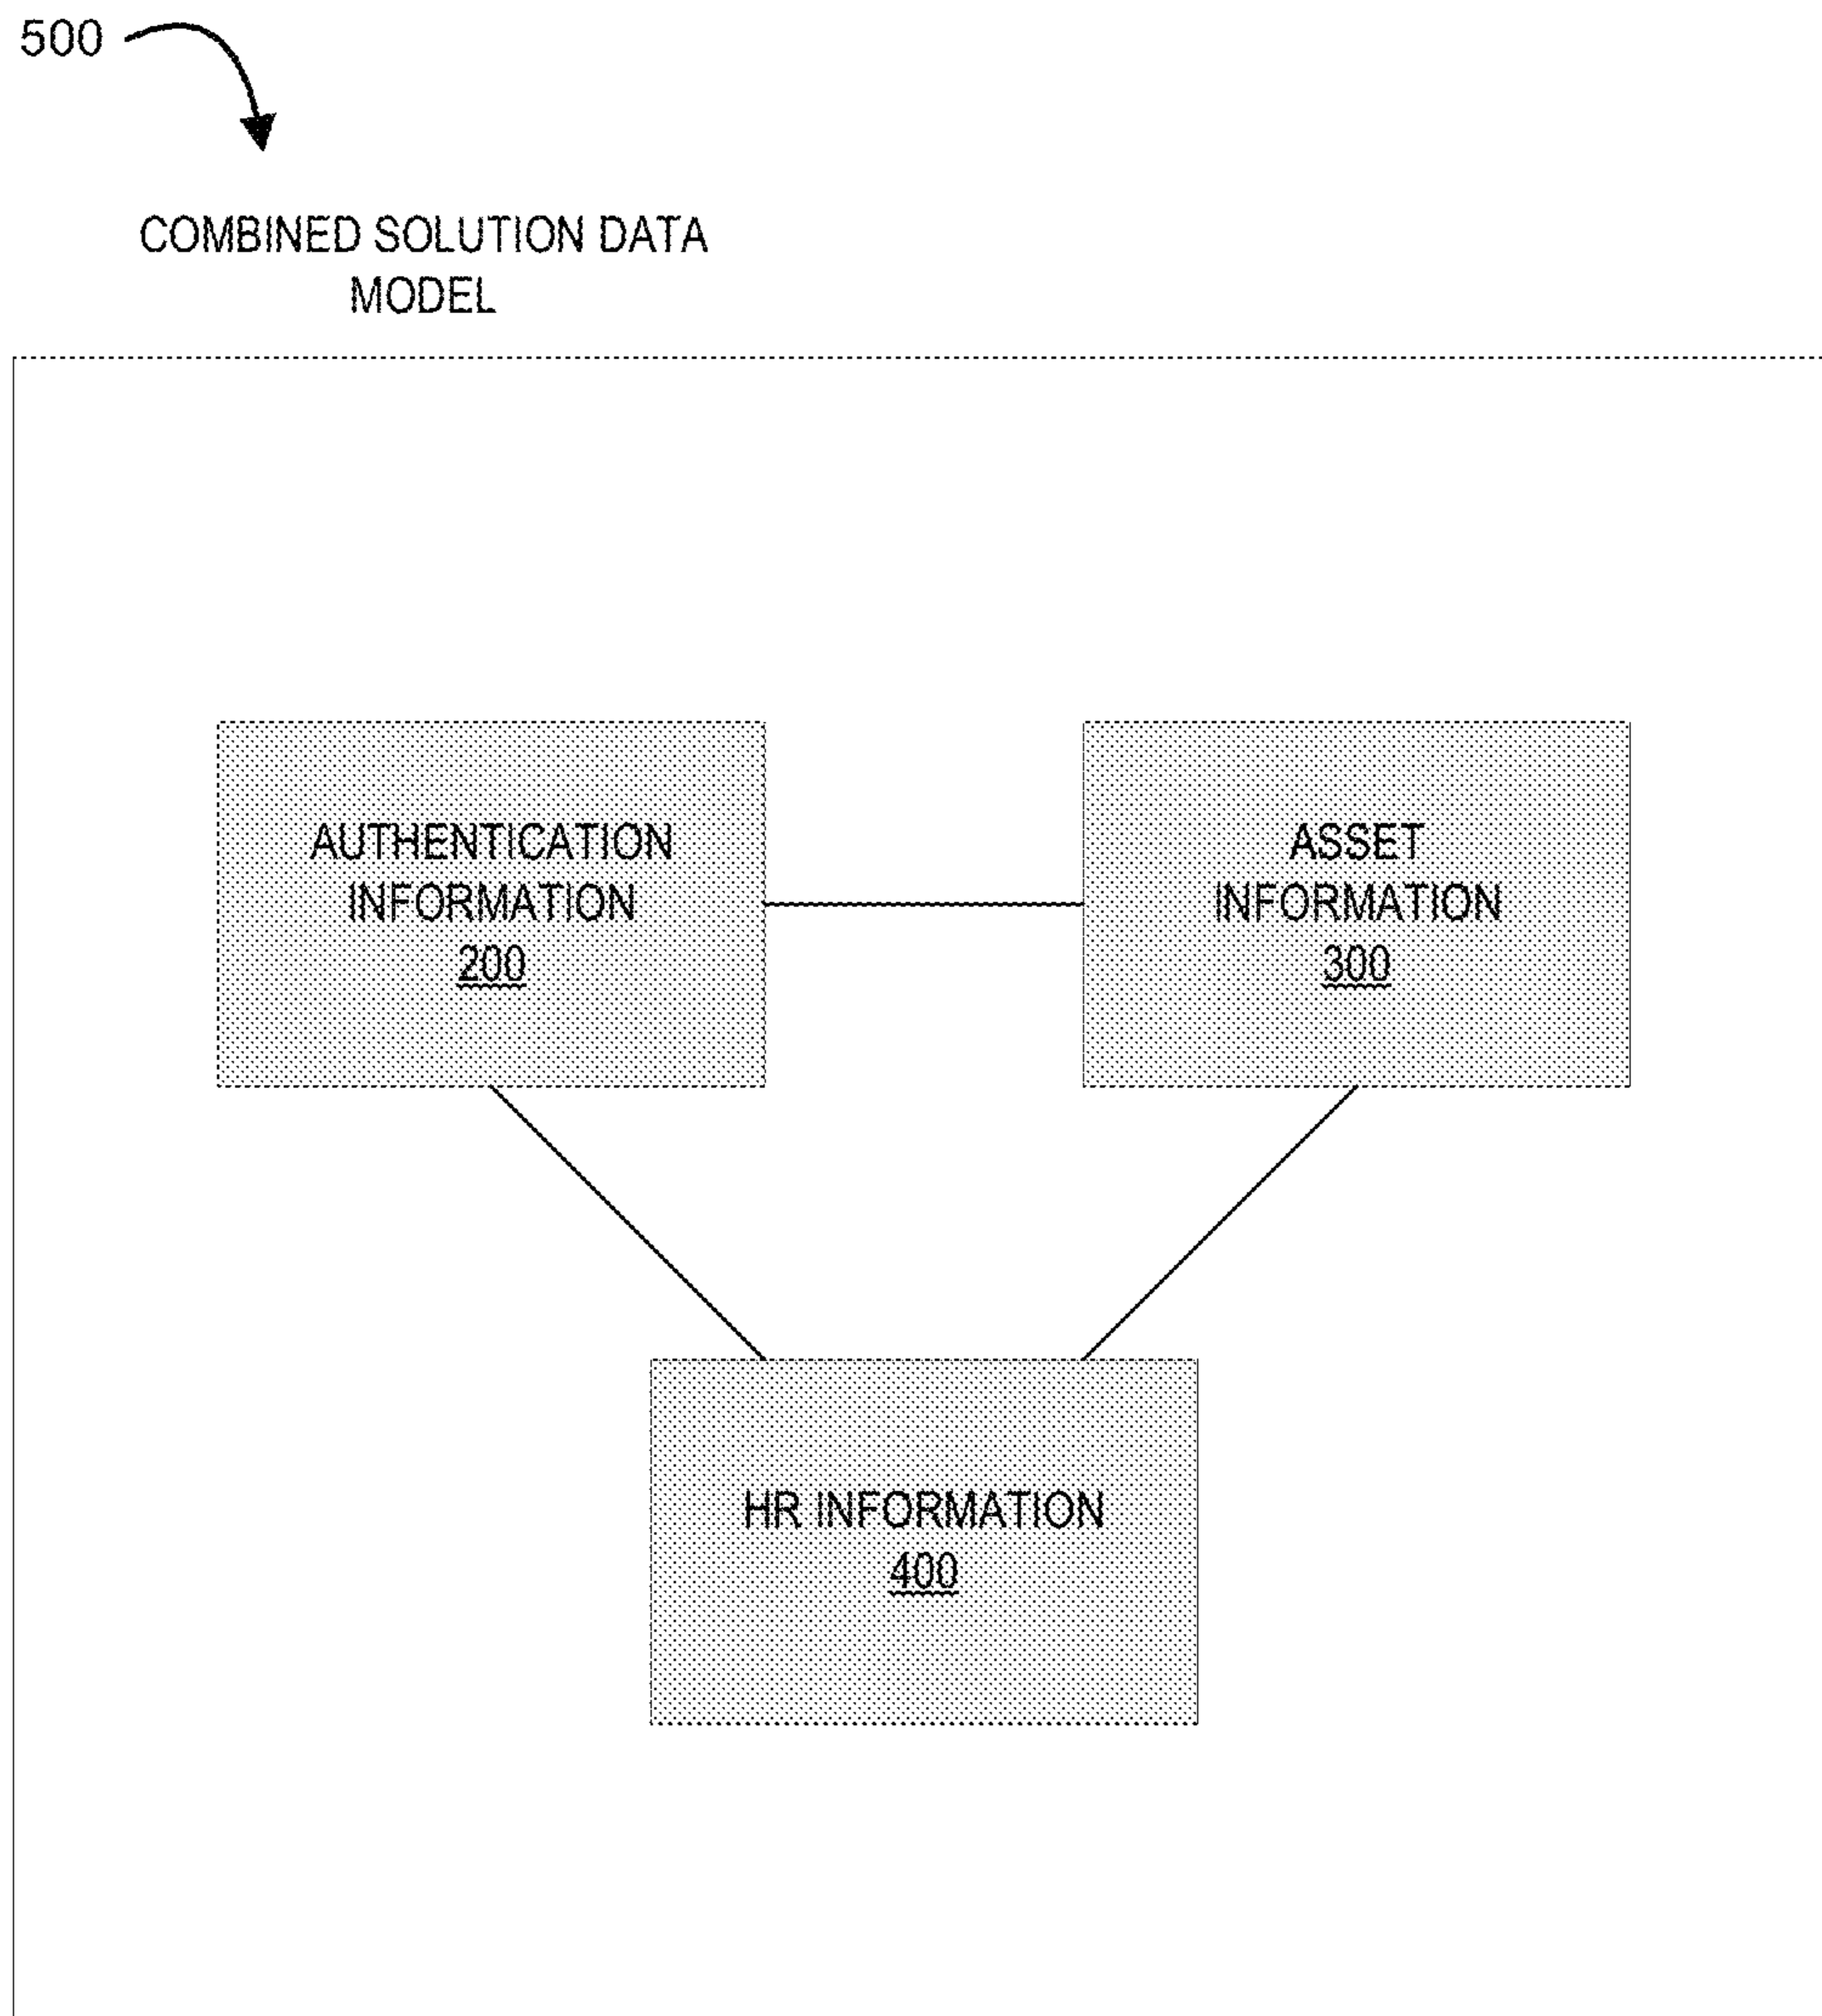 500
COMBINED SOLUTION DATA
MODEL
AUTHENTICATION
INFORMATION
200
ASSET
INFORMATION
300
HR INFORMATION
400